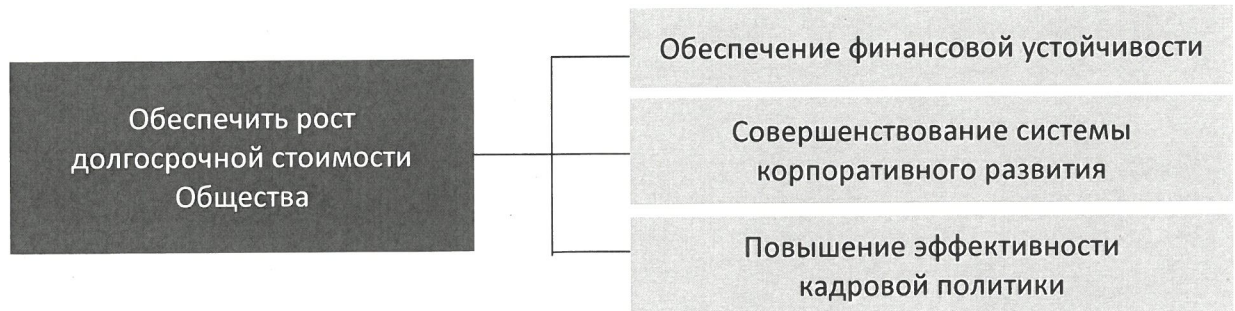 Обеспечить рост
долгосрочной стоимости
Общества
Обеспечение финансовой устойчивости
Совершенствование системы
корпоративного развития
Повышение эффективности
кадровой политики